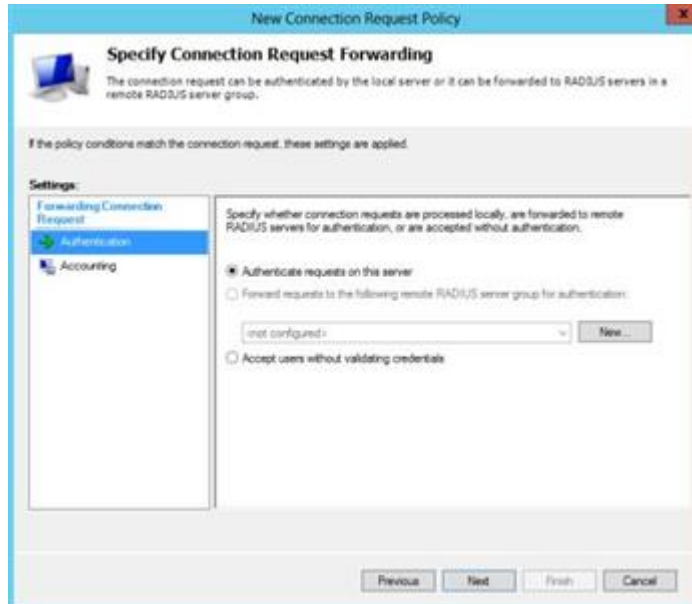 New Connection Request Policy
x
Specify Connection Request Forwarding
The connection request can be authenticated by the local server or it can be forwarded to RADIUS servers in a
remote RADIUS server group.
If the policy conditions match the connection request, these settings are applied.
Settings:
Forwarding Connection
Request
Authentication
Accounting
Specify whether connection requests are processed locally, are forwarded to remote
RADIUS servers for authentication, or are accepted without authentication.
Authenticate requests on this server
Forward requests to the following remote RADIUS server group for authentication:
<not configured>
New...
Accept users without validating credentials
Previous Next Finish Cancel